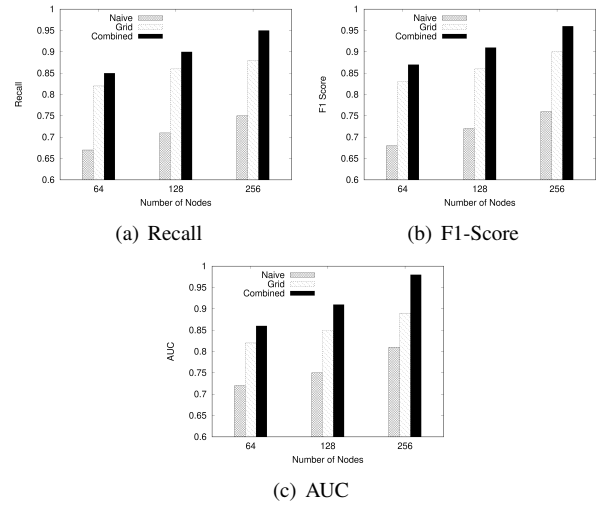 Naive
Grid
Combined
1
0.95
0.9
0.85
0.8
0.75
0.7
0.65
0.6
Recall
64 128 256
Number of Nodes
(a) Recall
Naive
Grid
Combined
1
0.95
0.9
0.85
0.8
0.75
0.7
0.65
0.6
F1 Score
64 128 256
Number of Nodes
(b) F1-Score
Naive
Grid
Combined
1
0.95
0.9
0.85
0.8
0.75
0.7
0.65
0.6
AUC
64 128 256
Number of Nodes
(c) AUC